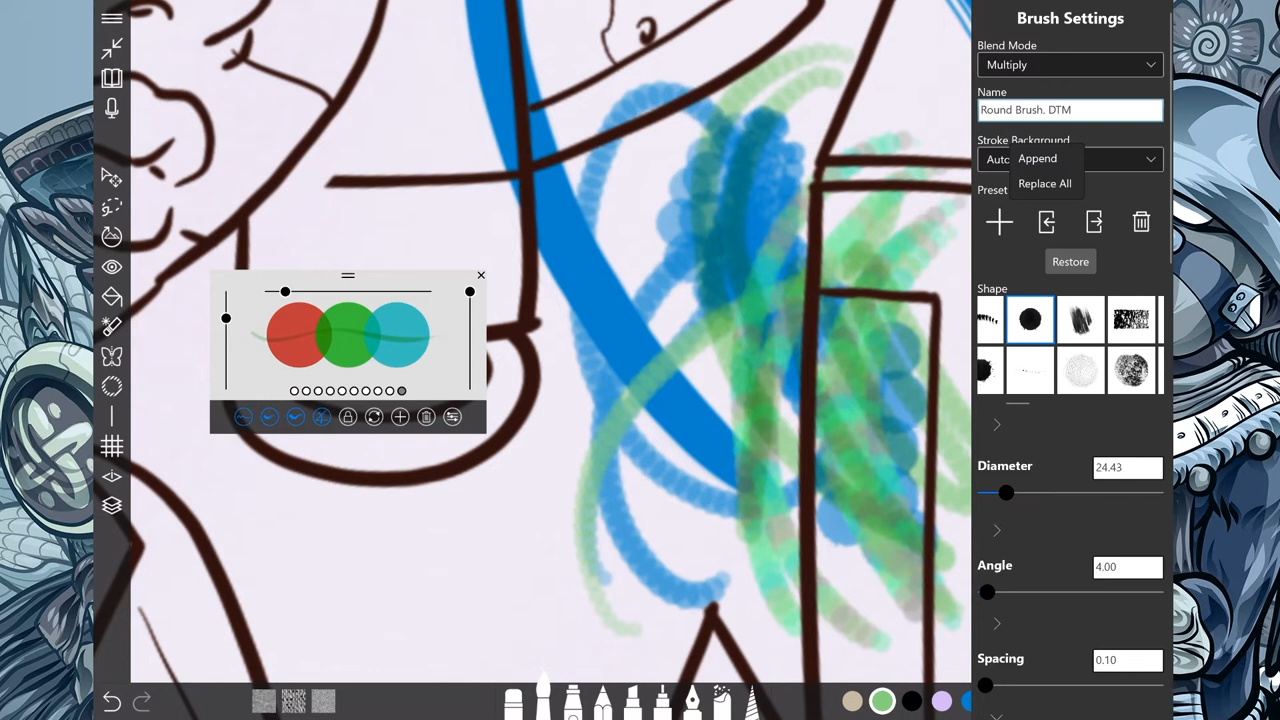 Brush Settings
Blend Mode
Multiply
Name
Round Brush. DTM
Stroke Background
Auto
Append
Replace All
Preset
Restore
Shape
Diameter
24.43
Angle
4.00
Spacing
0.10